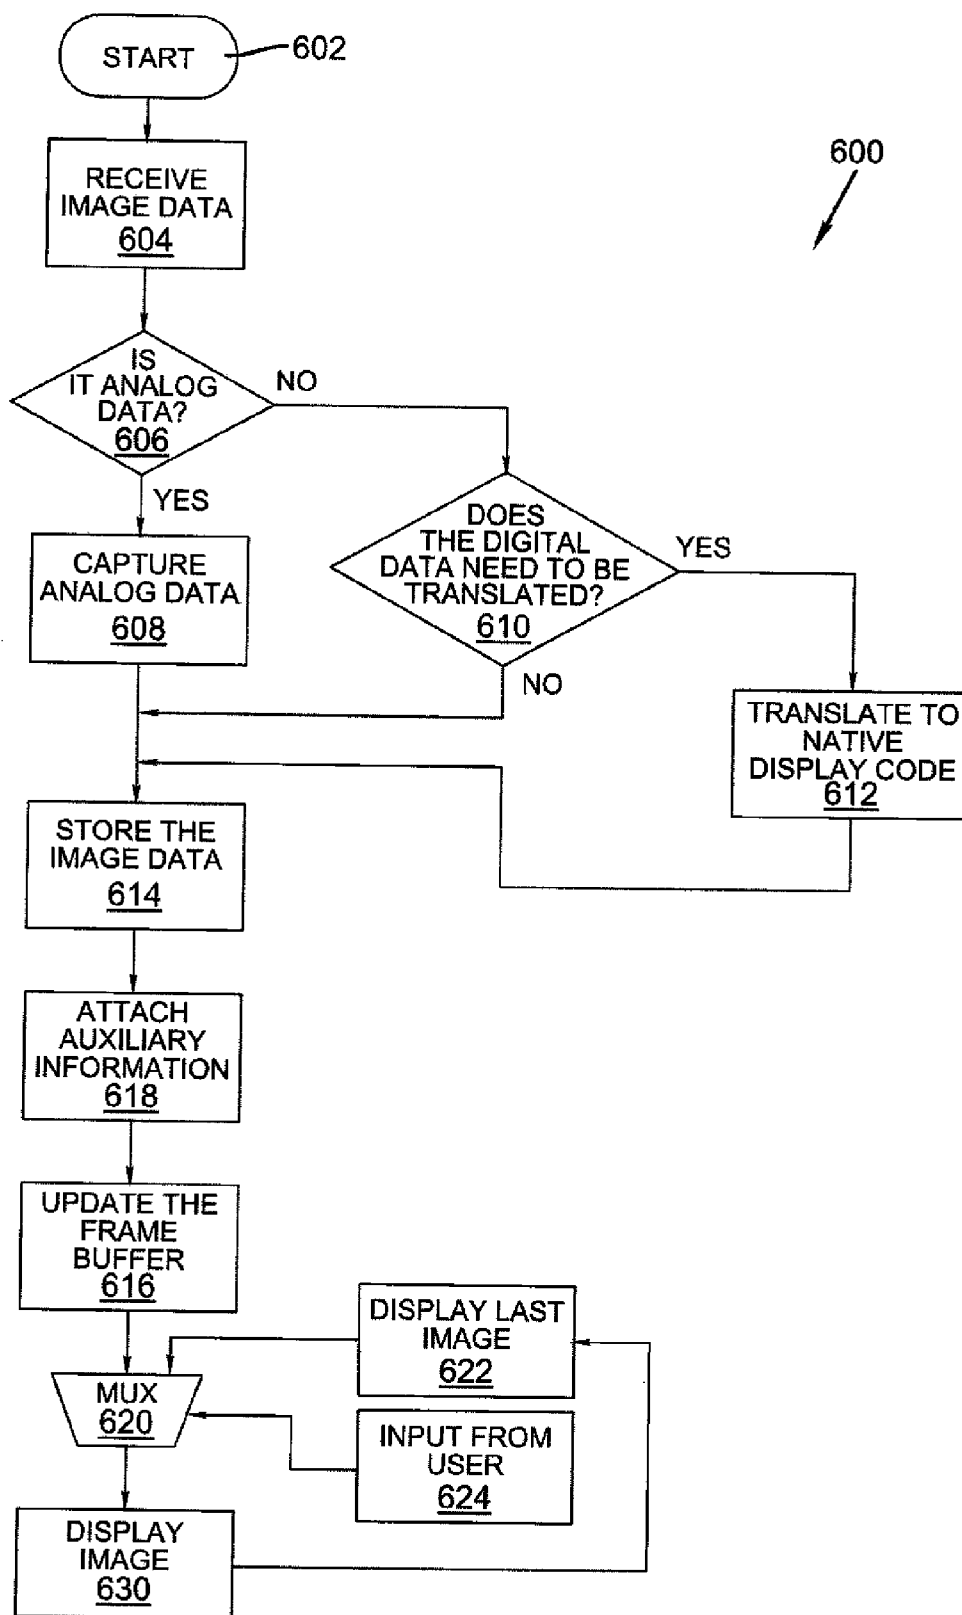 START
602
600
RECEIVE
IMAGE DATA
604
IS
IT ANALOG
DATA?
606
NO
YES
DOES
THE DIGITAL
DATA NEED TO BE
TRANSLATED?
610
YES
NO
CAPTURE
ANALOG DATA
608
TRANSLATE TO
NATIVE
DISPLAY CODE
612
STORE THE
IMAGE DATA
614
ATTACH
AUXILIARY
INFORMATION
618
UPDATE THE
FRAME
BUFFER
616
DISPLAY LAST
IMAGE
622
MUX
620
INPUT FROM
USER
624
DISPLAY
IMAGE
630